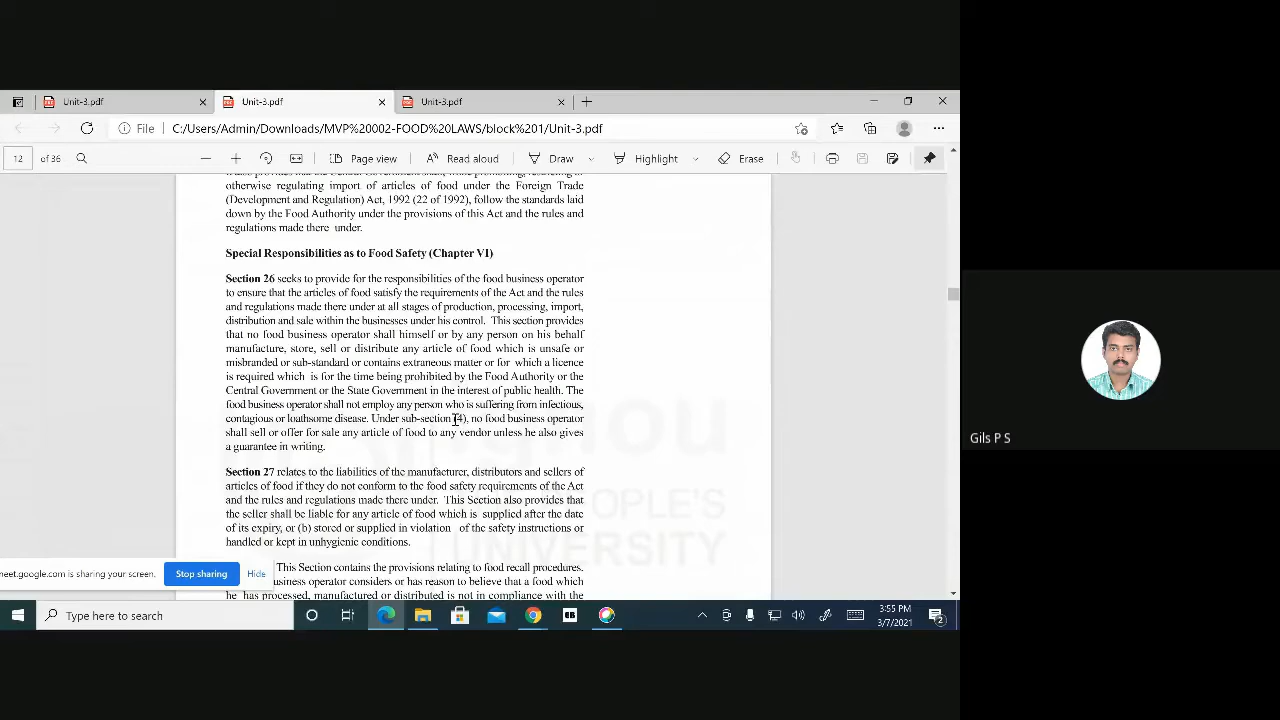 Unit-3.pdf
Unit-3.pdf
Unit-3.pdf
File
C:/Users/Admin/Downloads/MVP%20002-FOOD%20LAWS/block%201/Unit-3.pdf
12 of 36
Page view
Read aloud
Draw
Highlight
Erase
otherwise regulating import of articles of food under the Foreign Trade
(Development and Regulation) Act, 1992 (22 of 1992), follow the standards laid
down by the Food Authority under the provisions of this Act and the rules and
regulations made there under.
Special Responsibilities as to Food Safety (Chapter VI)
Section 26 seeks to provide for the responsibilities of the food business operator
to ensure that the articles of food satisfy the requirements of the Act and the rules
and regulations made there under at all stages of production, processing, import,
distribution and sale within the businesses under his control. This section provides
that no food business operator shall himself or by any person on his behalf
manufacture, store, sell or distribute any article of food which is unsafe or
misbranded or sub-standard or contains extraneous matter or for which a licence
is required which is for the time being prohibited by the Food Authority or the
Central Government or the State Government in the interest of public health. The
food business operator shall not employ any person who is suffering from infectious,
contagious or loathsome disease. Under sub-section (4), no food business operator
shall sell or offer for sale any article of food to any vendor unless he also gives
a guarantee in writing.
Section 27 relates to the liabilities of the manufacturer, distributors and sellers of
articles of food if they do not conform to the food safety requirements of the Act
and the rules and regulations made there under. This Section also provides that
the seller shall be liable for any article of food which is supplied after the date
of its expiry, or (b) stored or supplied in violation of the safety instructions or
handled or kept in unhygienic conditions.
This Section contains the provisions relating to food recall procedures.
business operator considers or has reason to believe that a food which
he has processed, manufactured or distributed is not in compliance with the
PEOPLE'S
UNIVERSITY
meet.google.com is sharing your screen.
Stop sharing
Hide
Gils P S
Type here to search
3:55 PM
3/7/2021
2